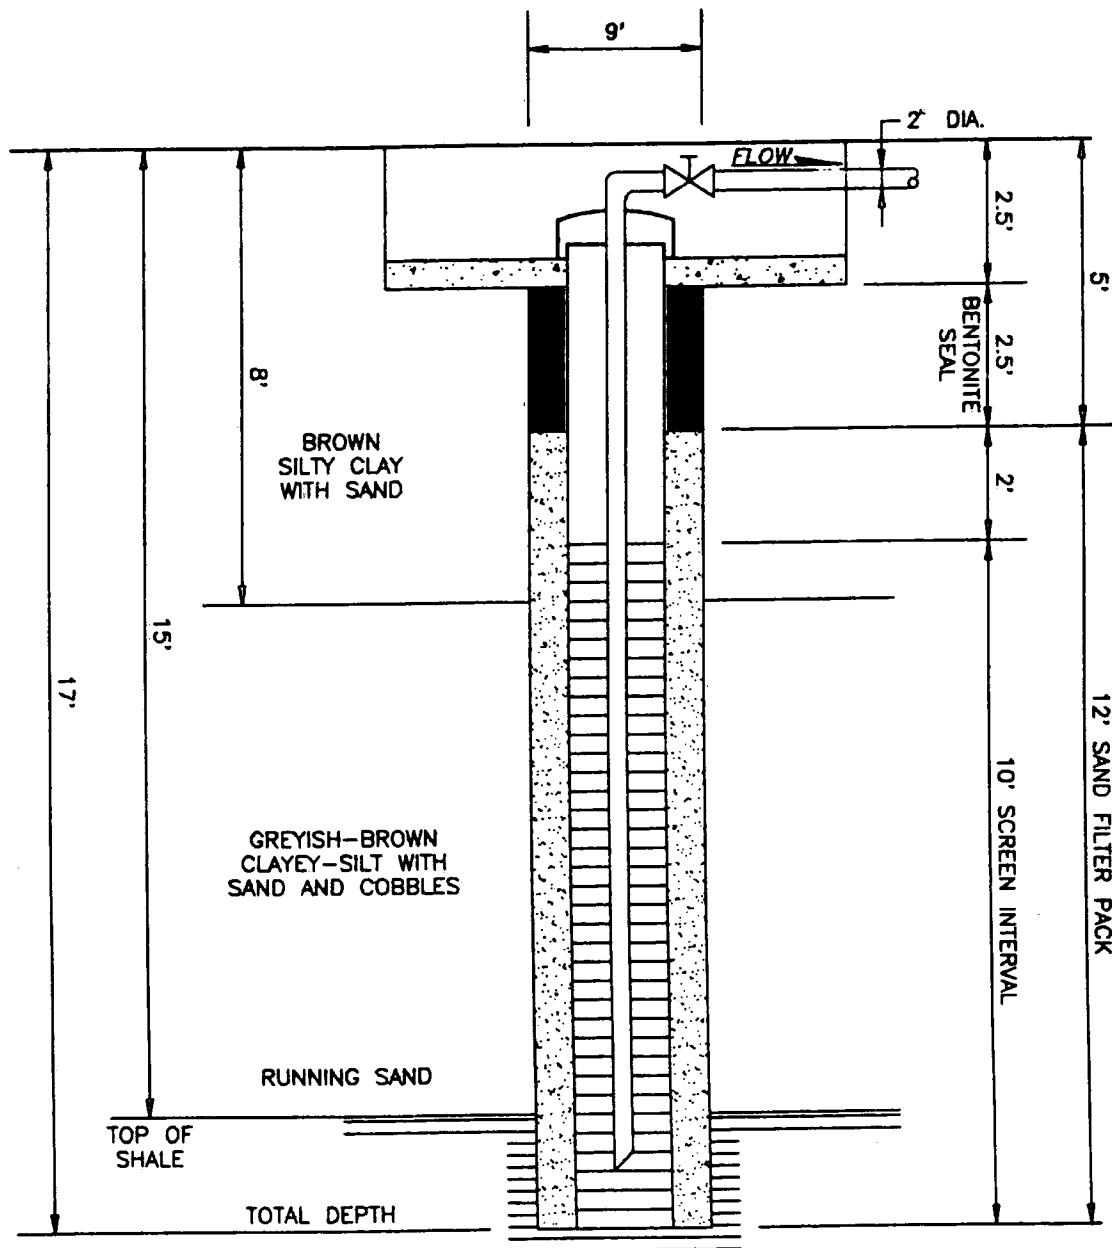 9'
2" DIA.
FLOW
2.5'
5'
2.5'
BENTONITE
SEAL
8'
BROWN
SILTY CLAY
WITH SAND
2'
15'
17'
12' SAND FILTER PACK
10' SCREEN INTERVAL
GREYISH-BROWN
CLAYEY-SILT WITH
SAND AND COBBLES
RUNNING SAND
TOP OF
SHALE
TOTAL DEPTH